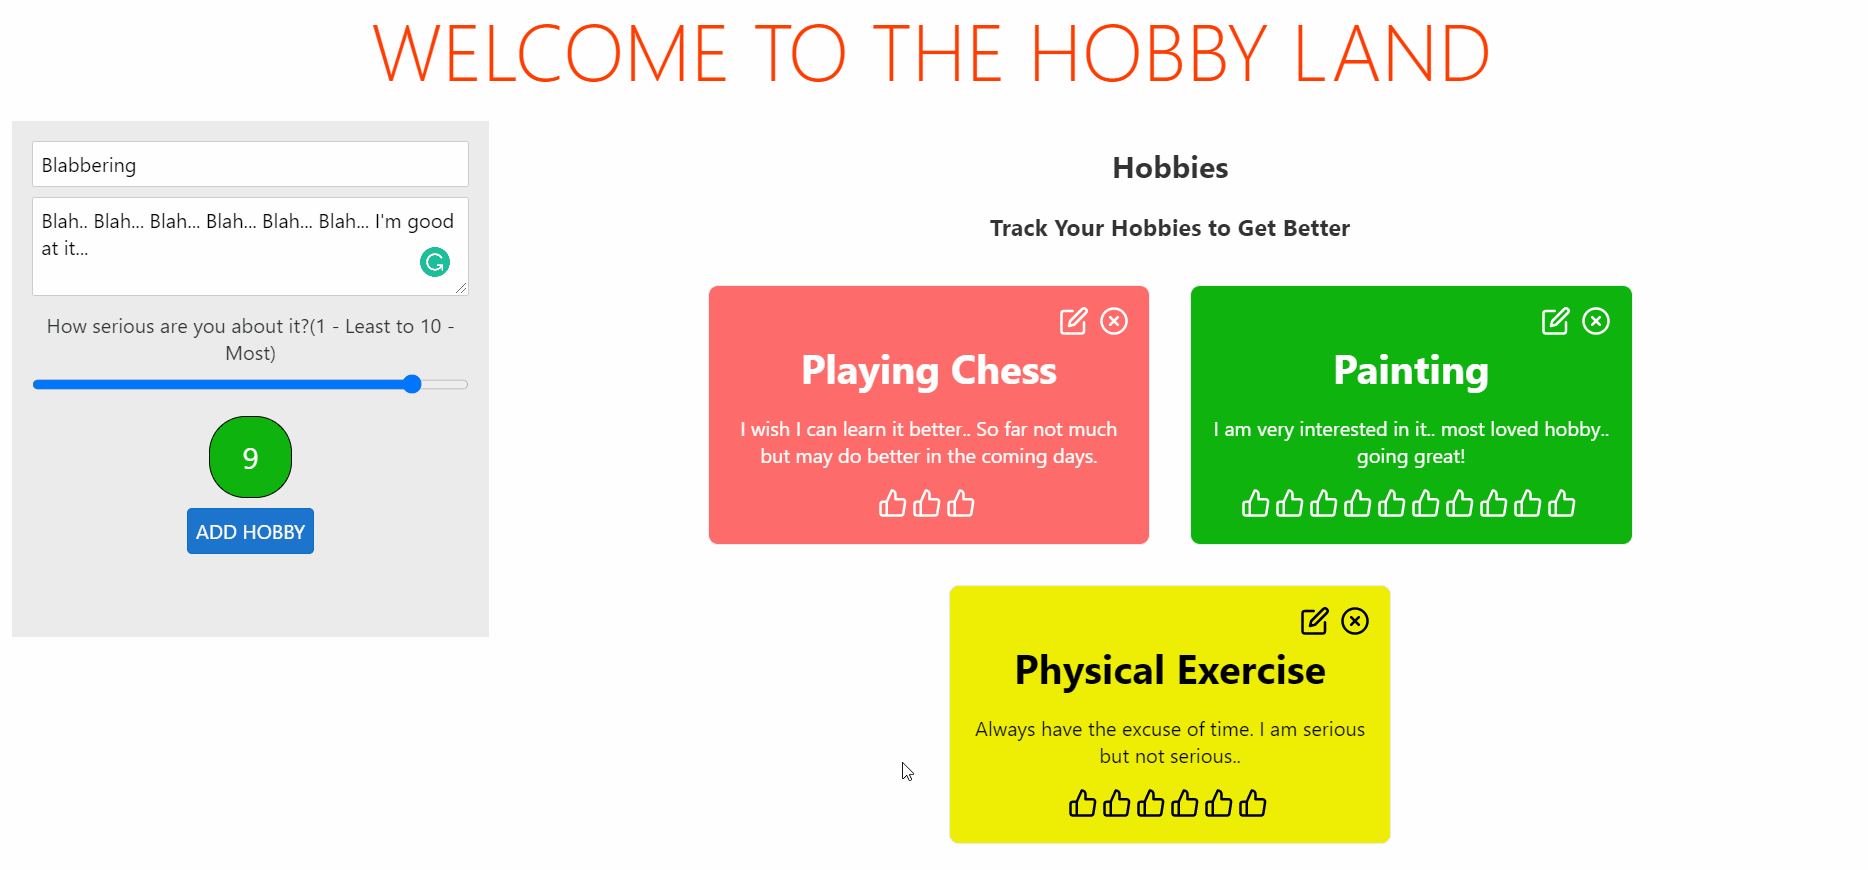 WELCOME TO THE HOBBY LAND
Blabbering
Blah.. Blah... Blah... Blah... Blah... Blah... I'm good
at it...
How serious are you about it?(1 - Least to 10 -
Most)
9
ADD HOBBY
Hobbies
Track Your Hobbies to Get Better
Playing Chess
I wish I can learn it better.. So far not much
but may do better in the coming days.
Painting
I am very interested in it.. most loved hobby..
going great!
Physical Exercise
Always have the excuse of time. I am serious
but not serious..